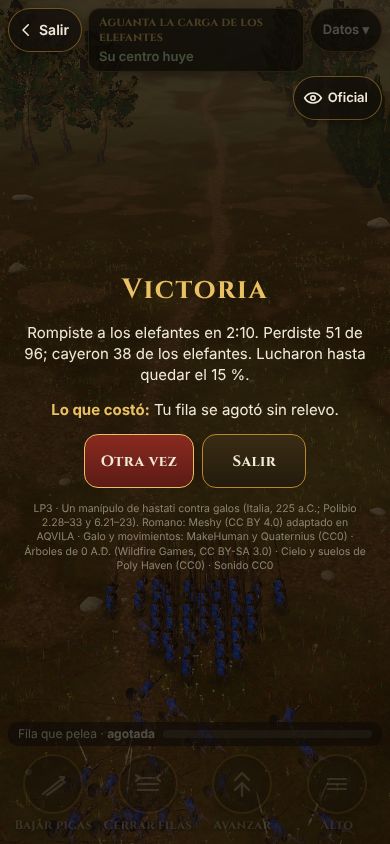 Salir
AGUANTA LA CARGA DE LOS
ELEFANTES
Su centro huye
Datos ▾
Oficial
VICTORIA
Rompiste a los elefantes en 2:10. Perdiste 51 de
96; cayeron 38 de los elefantes. Lucharon hasta
quedar el 15 %.
Lo que costó: Tu fila se agotó sin relevo.
OTRA VEZ
SALIR
LP3 · Un manípulo de hastati contra galos (Italia, 225 a.C.; Polibio
2.28–33 y 6.21–23). Romano: Meshy (CC BY 4.0) adaptado en
AQVILA · Galo y movimientos: MakeHuman y Quaternius (CC0) ·
Árboles de 0 A.D. (Wildfire Games, CC BY-SA 3.0) · Cielo y suelos de
Poly Haven (CC0) · Sonido CC0
Fila que pelea · agotada
BAJAR PICAS
CERRAR FILAS
AVANZAR
ALTO